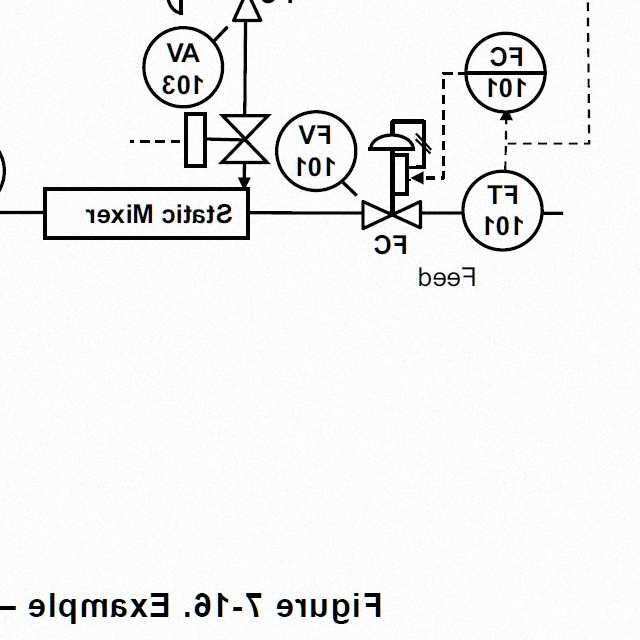 AV
103
FC
101
FV
101
Static Mixer
FT
101
FC
Feed
Figure 7-16. Example –